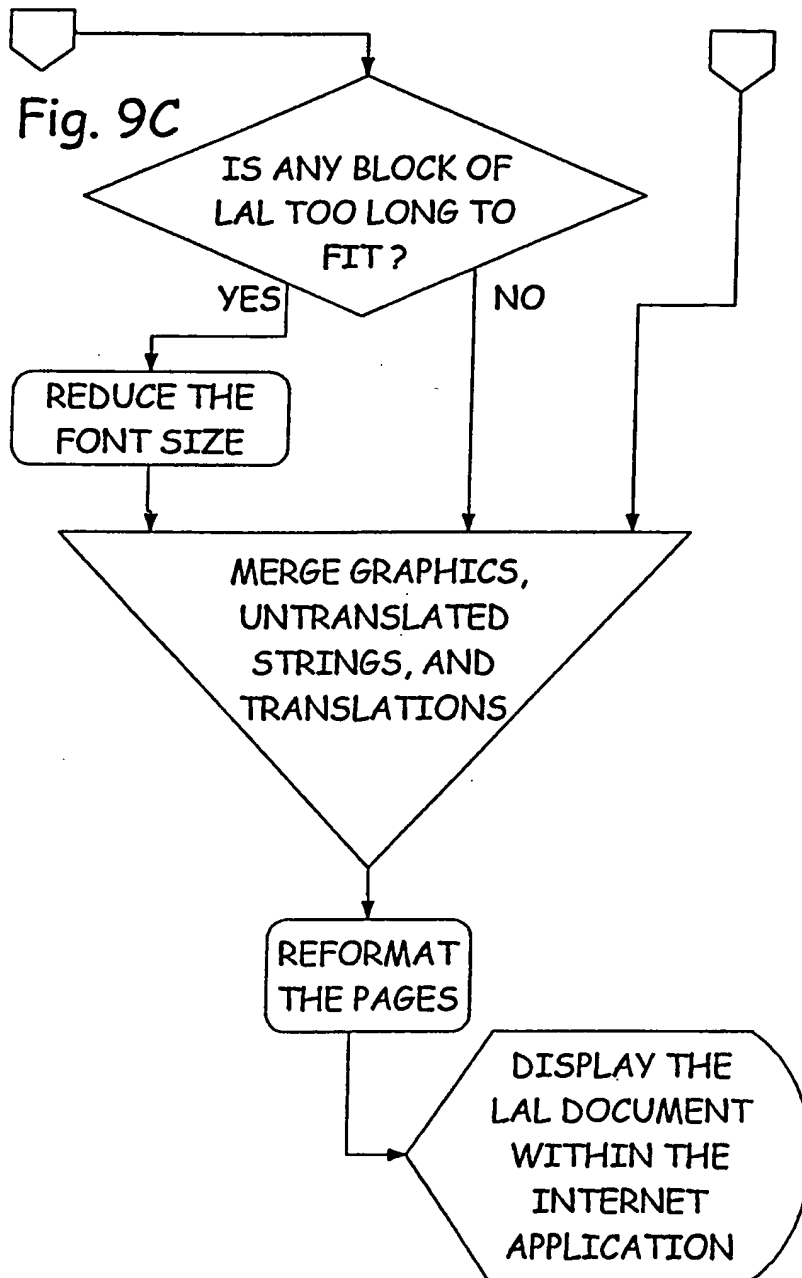 Fig. 9C
IS ANY BLOCK OF
LAL TOO LONG TO
FIT?
YES
NO
REDUCE THE
FONT SIZE
MERGE GRAPHICS,
UNTRANSLATED
STRINGS, AND
TRANSLATIONS
REFORMAT
THE PAGES
DISPLAY THE
LAL DOCUMENT
WITHIN THE
INTERNET
APPLICATION